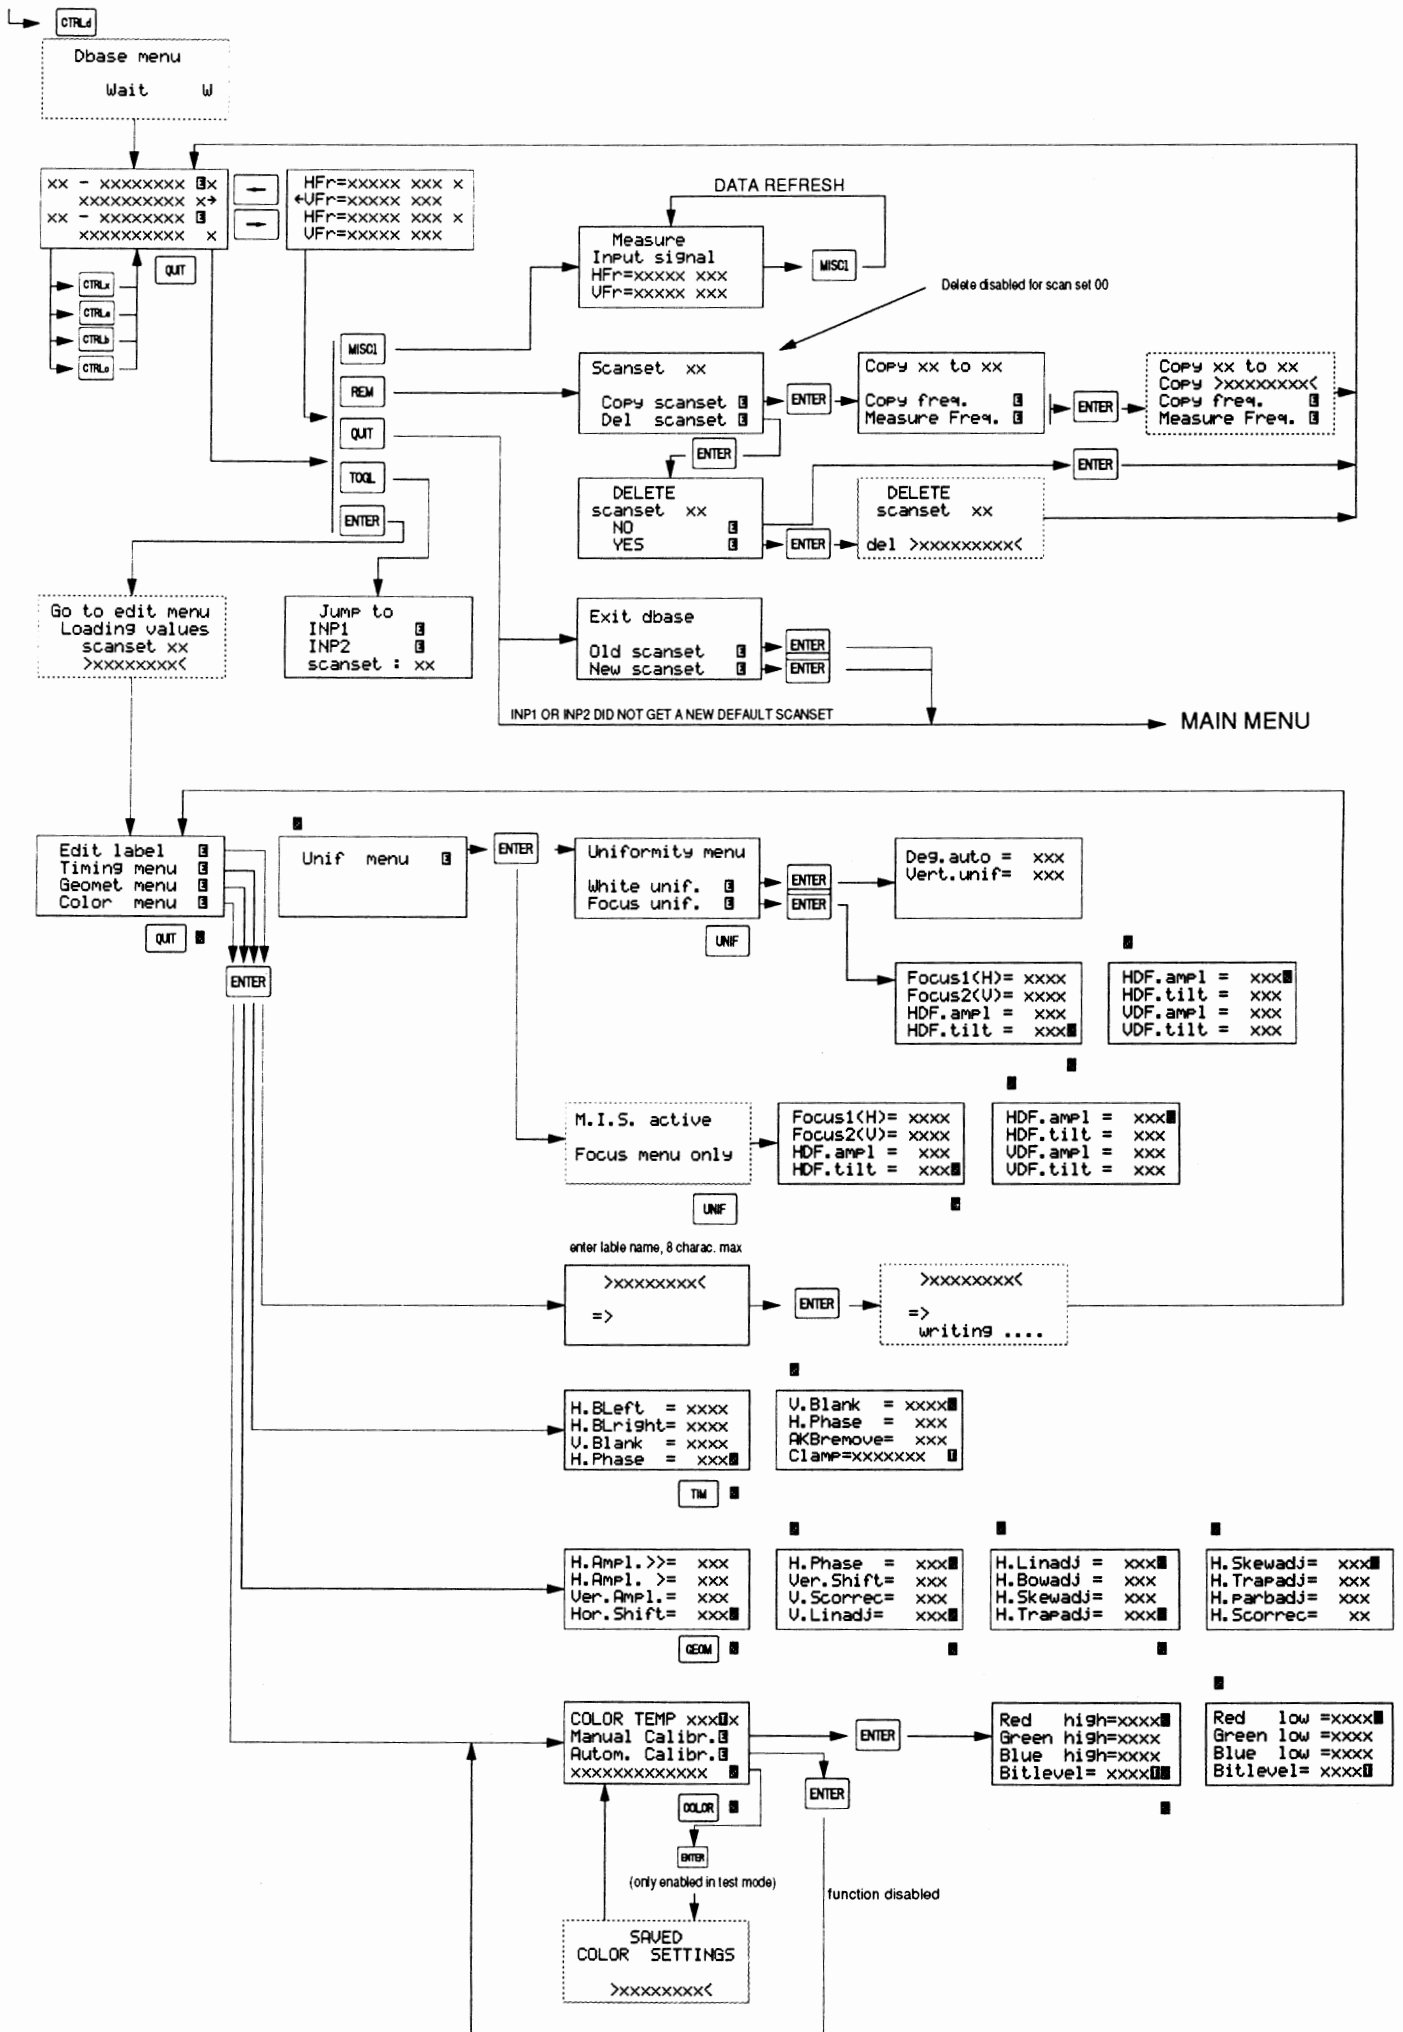 CTRLd
Dbase menu
Wait W
xx - xxxxxxxx E x
xxxxxxxxxx x→
xx - xxxxxxxx E
xxxxxxxxxx x
←
→
HFr=xxxxx xxx x
←VFr=xxxxx xxx
HFr=xxxxx xxx x
VFr=xxxxx xxx
QUIT
CTRLx
CTRLa
CTRLb
CTRLc
DATA REFRESH
Measure
Input signal
HFr=xxxxx xxx
VFr=xxxxx xxx
MISC1
Delete disabled for scan set 00
MISC1
REM
QUIT
TOGL
ENTER
Scanset xx
Copy scanset E
Del scanset E
ENTER
Copy xx to xx
Copy freq. E
Measure Freq. E
ENTER
Copy xx to xx
Copy >xxxxxxxx<
Copy freq. E
Measure Freq. E
ENTER
ENTER
DELETE
scanset xx
NO E
YES E
ENTER
DELETE
scanset xx
del >xxxxxxxxx<
Go to edit menu
Loading values
scanset xx
>xxxxxxxx<
Jump to
INP1 E
INP2 E
scanset : xx
Exit dbase
Old scanset E
New scanset E
ENTER
ENTER
INP1 OR INP2 DID NOT GET A NEW DEFAULT SCANSET
MAIN MENU
Edit label E
Timing menu E
Geomet menu E
Color menu E
QUIT
ENTER
Unif menu E
ENTER
Uniformity menu
White unif. E
Focus unif. E
ENTER
ENTER
UNIF
Deg.auto = xxx
Vert.unif= xxx
Focus1(H)= xxxx
Focus2(V)= xxxx
HDF.ampl = xxx
HDF.tilt = xxx
HDF.ampl = xxx
HDF.tilt = xxx
VDF.ampl = xxx
VDF.tilt = xxx
M.I.S. active
Focus menu only
UNIF
Focus1(H)= xxxx
Focus2(V)= xxxx
HDF.ampl = xxx
HDF.tilt = xxx
HDF.ampl = xxx
HDF.tilt = xxx
VDF.ampl = xxx
VDF.tilt = xxx
enter lable name, 8 charac. max
>xxxxxxxx<
=>
ENTER
>xxxxxxxx<
=>
writing ....
H.BLeft = xxxx
H.BLright= xxxx
V.Blank = xxxx
H.Phase = xxx
TIM
V.Blank = xxxx
H.Phase = xxx
AKBremove= xxx
Clamp=xxxxxxx T
H.Ampl.>>= xxx
H.Ampl. >= xxx
Ver.Ampl.= xxx
Hor.Shift= xxx
GEOM
H.Phase = xxx
Ver.Shift= xxx
V.Scorrec= xxx
V.Linadj= xxx
H.Linadj = xxx
H.Bowadj = xxx
H.Skewadj= xxx
H.Trapadj= xxx
H.Skewadj= xxx
H.Trapadj= xxx
H.parbadj= xxx
H.Scorrec= xx
COLOR TEMP xxxTx
Manual Calibr.E
Autom. Calibr.E
xxxxxxxxxxxxx
COLOR
ENTER
ENTER
Red high=xxxx
Green high=xxxx
Blue high=xxxx
Bitlevel= xxxxT
Red low =xxxx
Green low =xxxx
Blue low =xxxx
Bitlevel= xxxxT
ENTER
(only enabled in test mode)
function disabled
SAVED
COLOR SETTINGS
>xxxxxxxx<